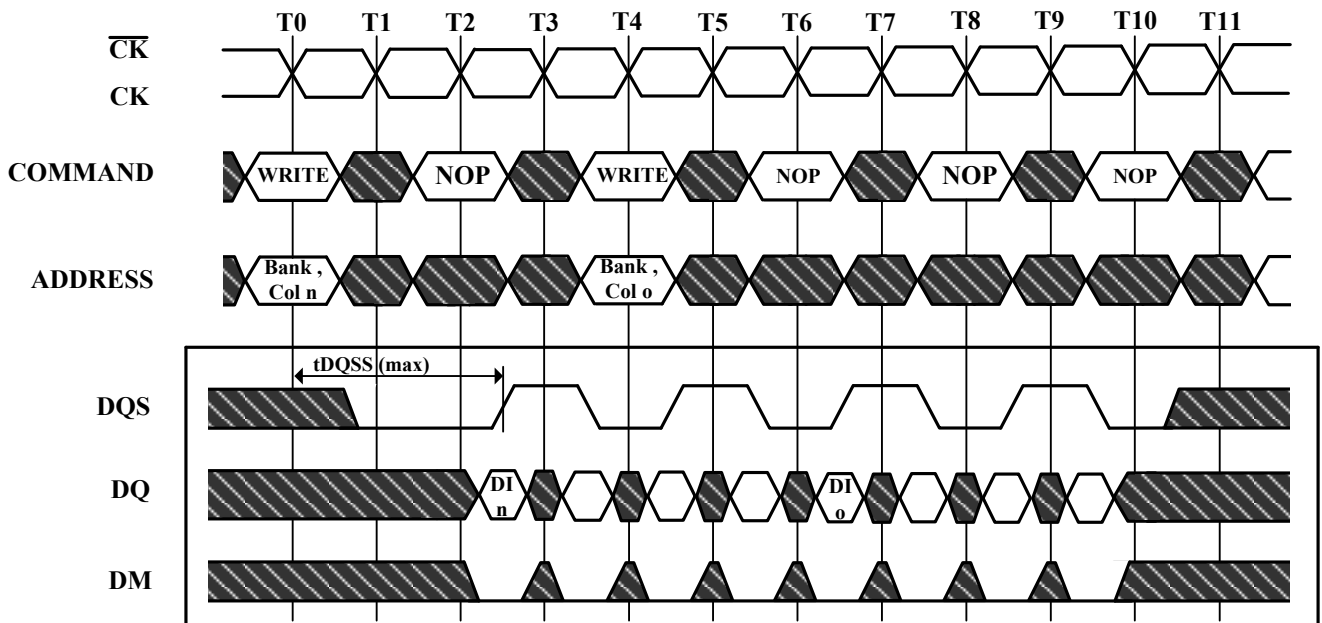 T0 T1 T2 T3 T4 T5 T6 T7 T8 T9 T10 T11
CK
CK
COMMAND WRITE NOP WRITE NOP NOP NOP
ADDRESS
Bank , Bank ,
Col n Col o
tDQSS (max)
DQS
DQ
DI DI
n o
DM